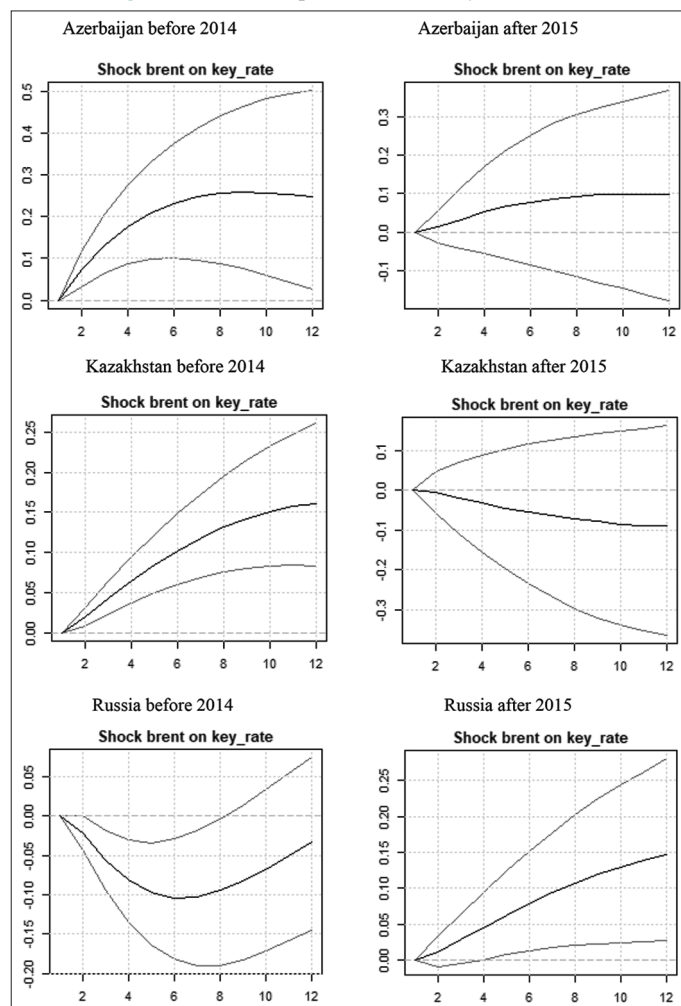 Azerbaijan before 2014
Azerbaijan after 2015
Shock brent on key_rate
Shock brent on key_rate
0.5
0.4
0.3
0.2
0.1
0.0
2 4 6 8 10 12
0.3
0.2
0.1
0.0
-0.1
2 4 6 8 10 12
Kazakhstan before 2014
Kazakhstan after 2015
Shock brent on key_rate
Shock brent on key_rate
0.25
0.20
0.15
0.10
0.05
0.00
2 4 6 8 10 12
0.1
0.0
-0.1
-0.3
2 4 6 8 10 12
Russia before 2014
Russia after 2015
Shock brent on key_rate
Shock brent on key_rate
0.05
0.00
-0.05
-0.10
-0.15
-0.20
2 4 6 8 10 12
0.25
0.20
0.15
0.10
0.05
0.00
2 4 6 8 10 12